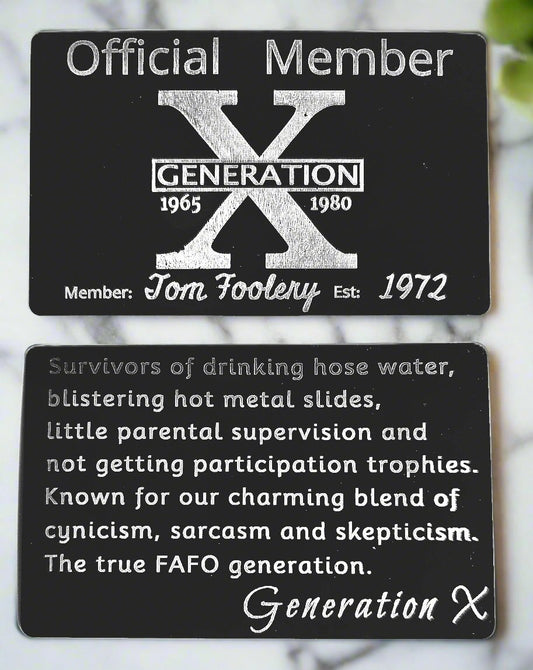 Official Member
X
GENERATION
1965 1980
Member: Tom Foolery Est: 1972
Survivors of drinking hose water,
blistering hot metal slides,
little parental supervision and
not getting participation trophies.
Known for our charming blend of
cynicism, sarcasm and skepticism.
The true FAFO generation.
Generation X